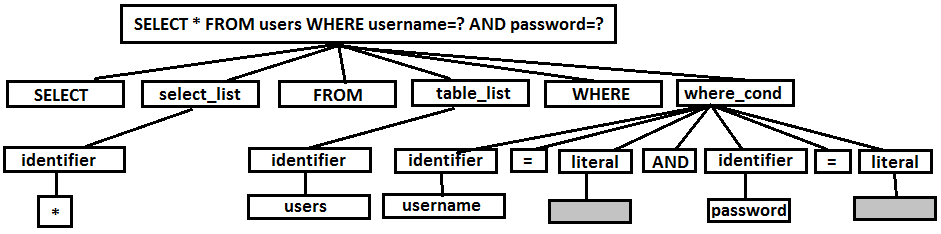 SELECT * FROM users WHERE username=? AND password=?
SELECT select_list FROM table_list WHERE where_cond
identifier identifier identifier = literal AND identifier = literal
* users username password